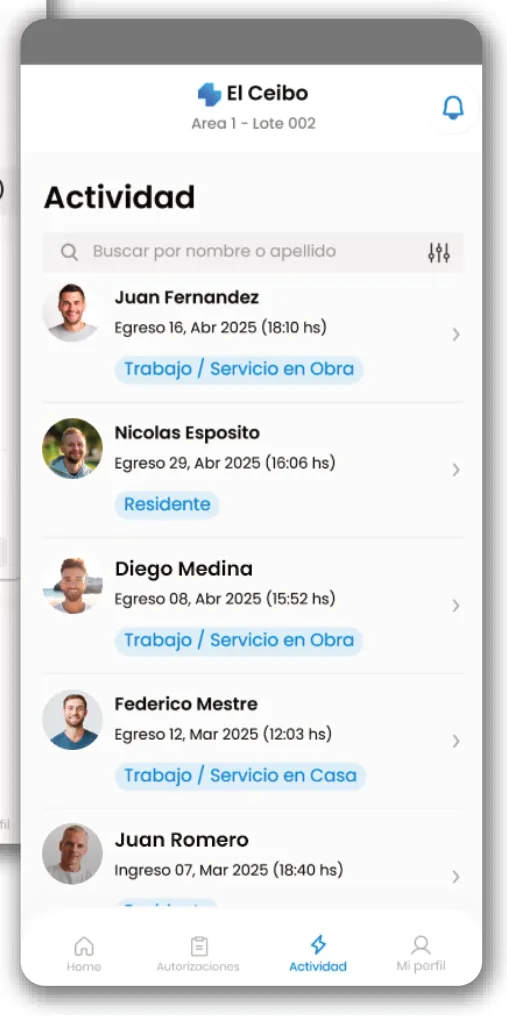 El Ceibo
Area 1 - Lote 002
Actividad
Buscar por nombre o apellido
Juan Fernandez
Egreso 16, Abr 2025 (18:10 hs)
Trabajo / Servicio en Obra
Nicolas Esposito
Egreso 29, Abr 2025 (16:06 hs)
Residente
Diego Medina
Egreso 08, Abr 2025 (15:52 hs)
Trabajo / Servicio en Obra
Federico Mestre
Egreso 12, Mar 2025 (12:03 hs)
Trabajo / Servicio en Casa
Juan Romero
Ingreso 07, Mar 2025 (18:40 hs)
Home
Autorizaciones
Actividad
Mi perfil